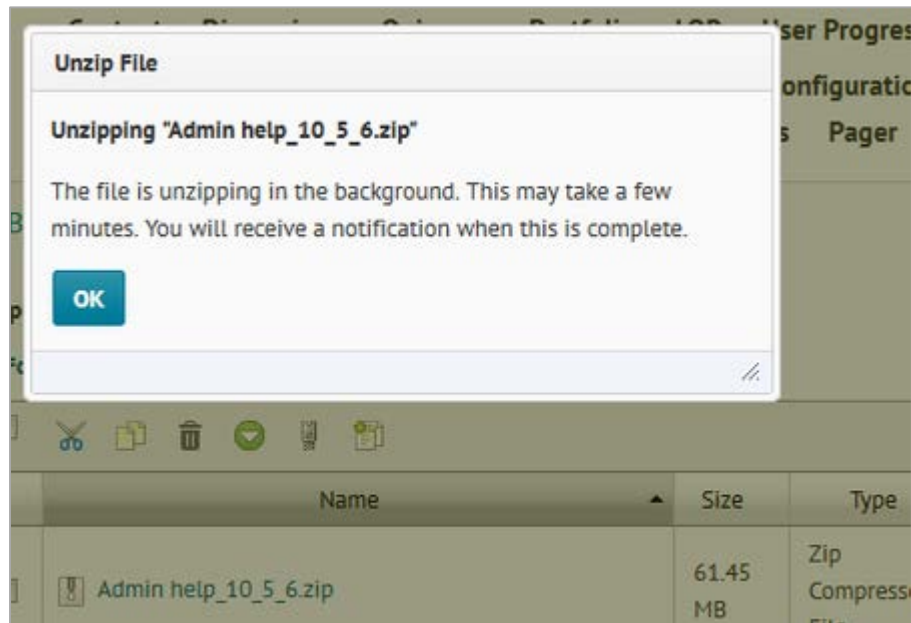 User Progres
onfiguratio
Pager
Unzip File
Unzipping "Admin help_10_5_6.zip"
The file is unzipping in the background. This may take a few
minutes. You will receive a notification when this is complete.
OK
Name Size Type
Admin help_10_5_6.zip 61.45 MB Zip Compresse